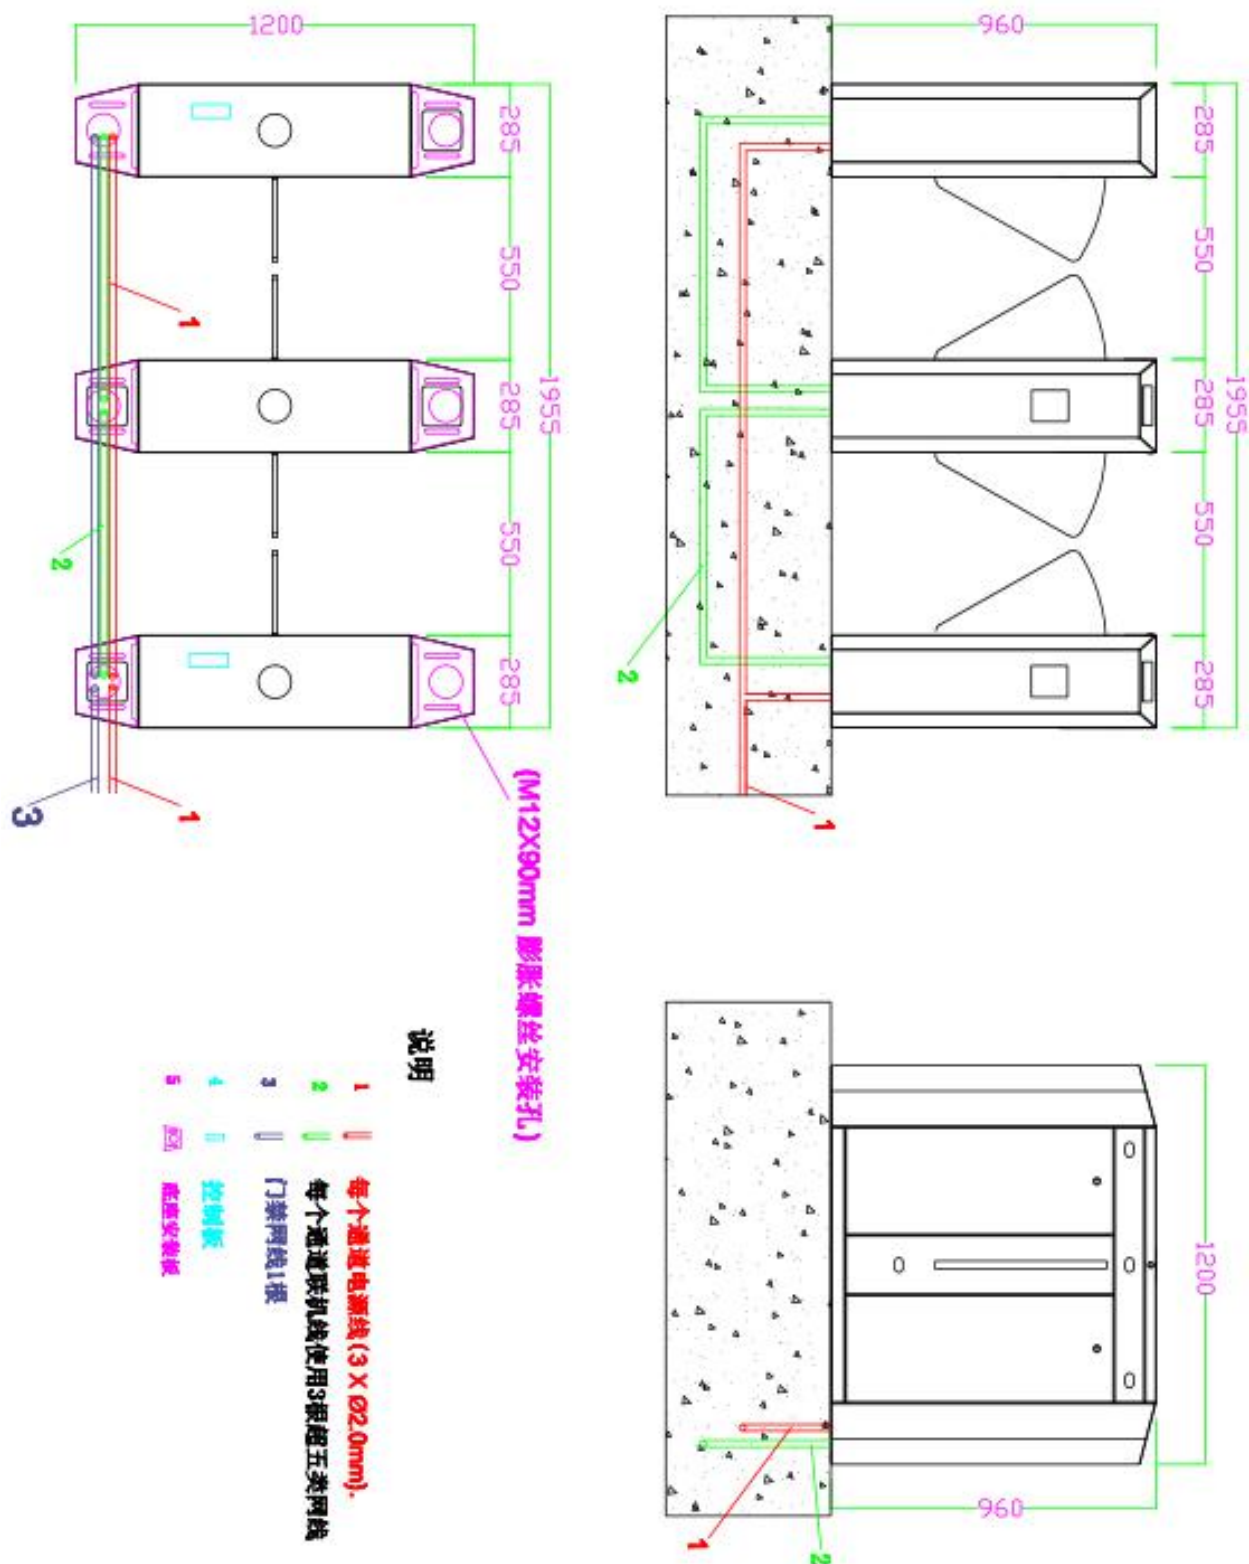 1955
285 550 285 550 285
960
2
1
1200
960
2
1
1955
285 550 285 550 285
1200
(M12X90mm 膨胀螺丝安装孔)
1
1
2
3
说明
1 每个通道电源线(3 X Ø2.0mm).
2 每个通道联机线使用3根超五类网线
3 门禁网线1根
4 控制板
5 底座安装板